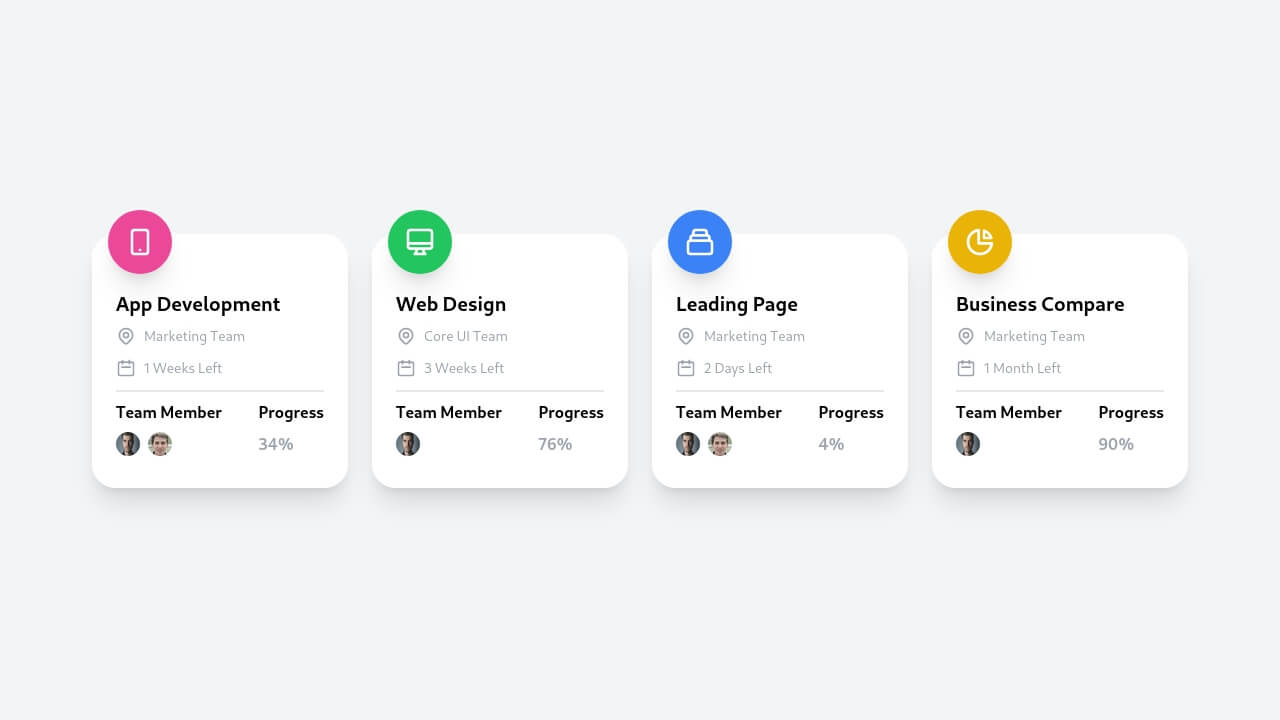 App Development
Marketing Team
1 Weeks Left
Team Member Progress
34%
Web Design
Core UI Team
3 Weeks Left
Team Member Progress
76%
Leading Page
Marketing Team
2 Days Left
Team Member Progress
4%
Business Compare
Marketing Team
1 Month Left
Team Member Progress
90%